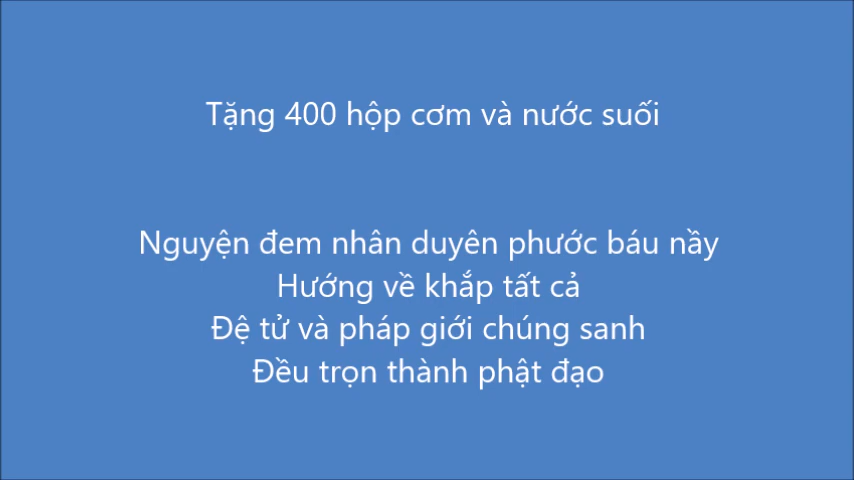 Tặng 400 hộp cơm và nước suối
Nguyện đem nhân duyên phước báu nầy
Hướng về khắp tất cả
Đệ tử và pháp giới chúng sanh
Đều trọn thành phật đạo